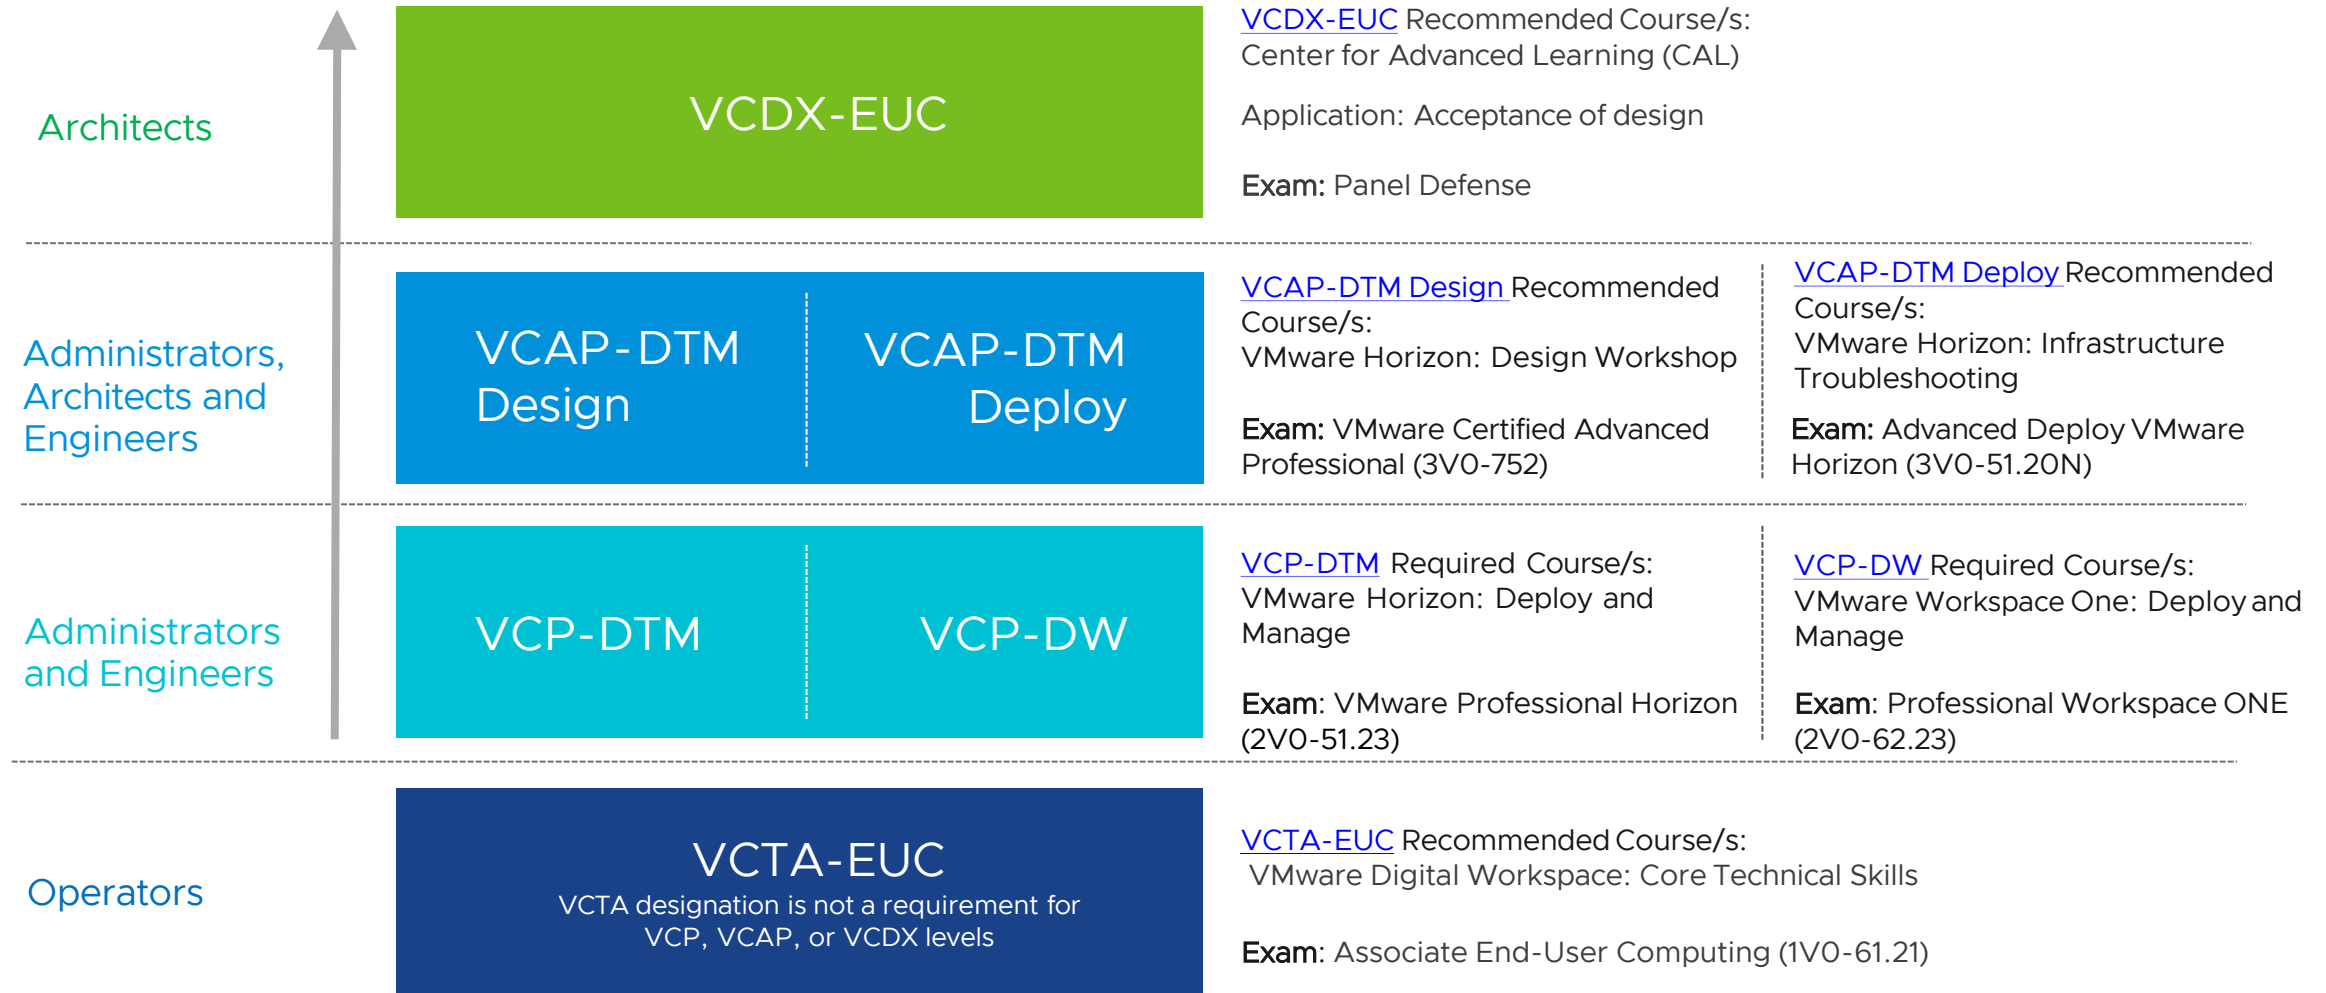 Architects
VCDX-EUC
VCDX-EUC Recommended Course/s:
Center for Advanced Learning (CAL)
Application: Acceptance of design
Exam: Panel Defense
Administrators,
Architects and
Engineers
VCAP-DTM
Design
VCAP-DTM
Deploy
VCAP-DTM Design Recommended
Course/s:
VMware Horizon: Design Workshop
Exam: VMware Certified Advanced
Professional (3V0-752)
VCAP-DTM Deploy Recommended
Course/s:
VMware Horizon: Infrastructure
Troubleshooting
Exam: Advanced Deploy VMware
Horizon (3V0-51.20N)
Administrators
and Engineers
VCP-DTM
VCP-DW
VCP-DTM Required Course/s:
VMware Horizon: Deploy and
Manage
Exam: VMware Professional Horizon
(2V0-51.23)
VCP-DW Required Course/s:
VMware Workspace One: Deploy and
Manage
Exam: Professional Workspace ONE
(2V0-62.23)
Operators
VCTA-EUC
VCTA designation is not a requirement for
VCP, VCAP, or VCDX levels
VCTA-EUC Recommended Course/s:
VMware Digital Workspace: Core Technical Skills
Exam: Associate End-User Computing (1V0-61.21)